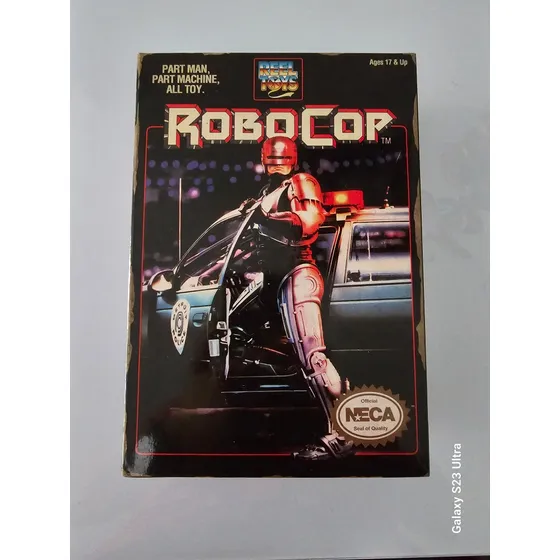 PART MAN,
PART MACHINE,
ALL TOY.
REEL
TOYS
Ages 17 & Up
ROBOCOP
TM
Official
NECA
Seal of Quality
Galaxy S23 Ultra